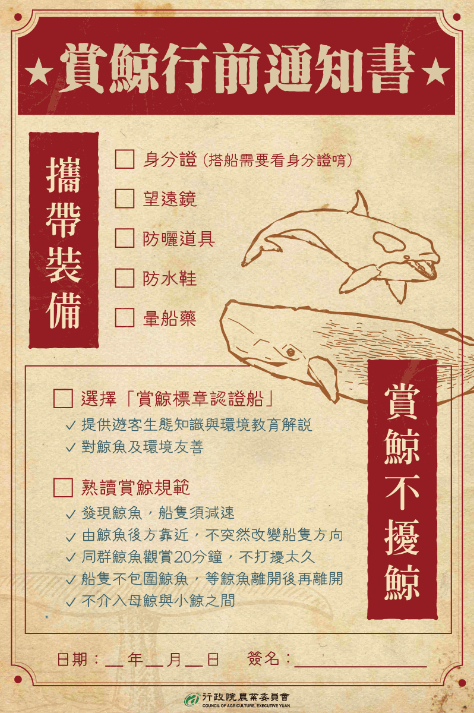 ★賞鯨行前通知書★
攜帶裝備
□ 身分證（搭船需要看身分證唷）
□ 望遠鏡
□ 防曬道具
□ 防水鞋
□ 暈船藥
賞鯨不擾鯨
□ 選擇「賞鯨標章認證船」
✓ 提供遊客生態知識與環境教育解說
✓ 對鯨魚及環境友善
□ 熟讀賞鯨規範
✓ 發現鯨魚，船隻須減速
✓ 由鯨魚後方靠近，不突然改變船隻方向
✓ 同群鯨魚觀賞20分鐘，不打擾太久
✓ 船隻不包圍鯨魚，等鯨魚離開後再離開
✓ 不介入母鯨與小鯨之間
日期：__年__月__日 簽名：__________
行政院農業委員會
COUNCIL OF AGRICULTURE, EXECUTIVE YUAN